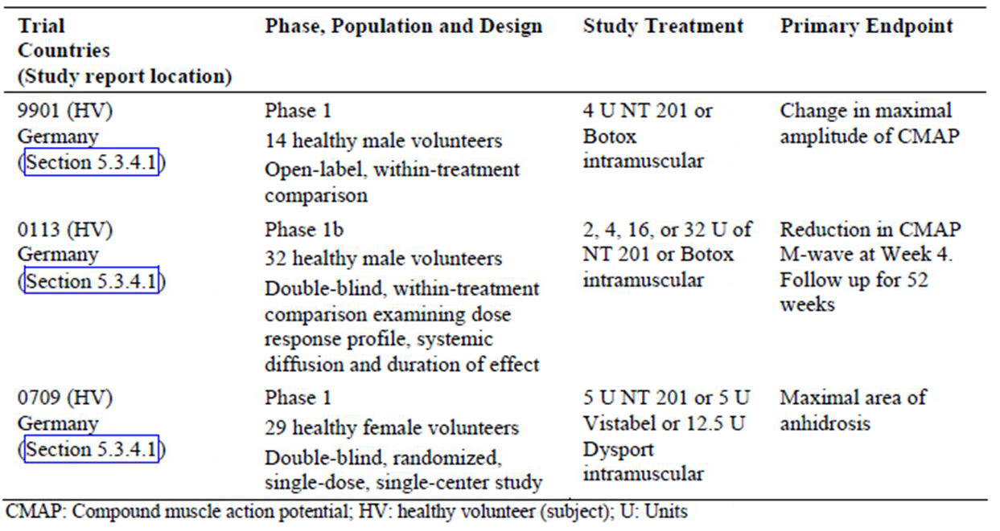 Trial
Countries
(Study report location)
Phase, Population and Design
Study Treatment
Primary Endpoint
9901 (HV)
Germany
(Section 5.3.4.1)
Phase 1
14 healthy male volunteers
Open-label, within-treatment
comparison
4 U NT 201 or
Botox
intramuscular
Change in maximal
amplitude of CMAP
0113 (HV)
Germany
(Section 5.3.4.1)
Phase 1b
32 healthy male volunteers
Double-blind, within-treatment
comparison examining dose
response profile, systemic
diffusion and duration of effect
2, 4, 16, or 32 U of
NT 201 or Botox
intramuscular
Reduction in CMAP
M-wave at Week 4.
Follow up for 52
weeks
0709 (HV)
Germany
(Section 5.3.4.1)
Phase 1
29 healthy female volunteers
Double-blind, randomized,
single-dose, single-center study
5 U NT 201 or 5 U
Vistabel or 12.5 U
Dysport
intramuscular
Maximal area of
anhidrosis
CMAP: Compound muscle action potential; HV: healthy volunteer (subject); U: Units